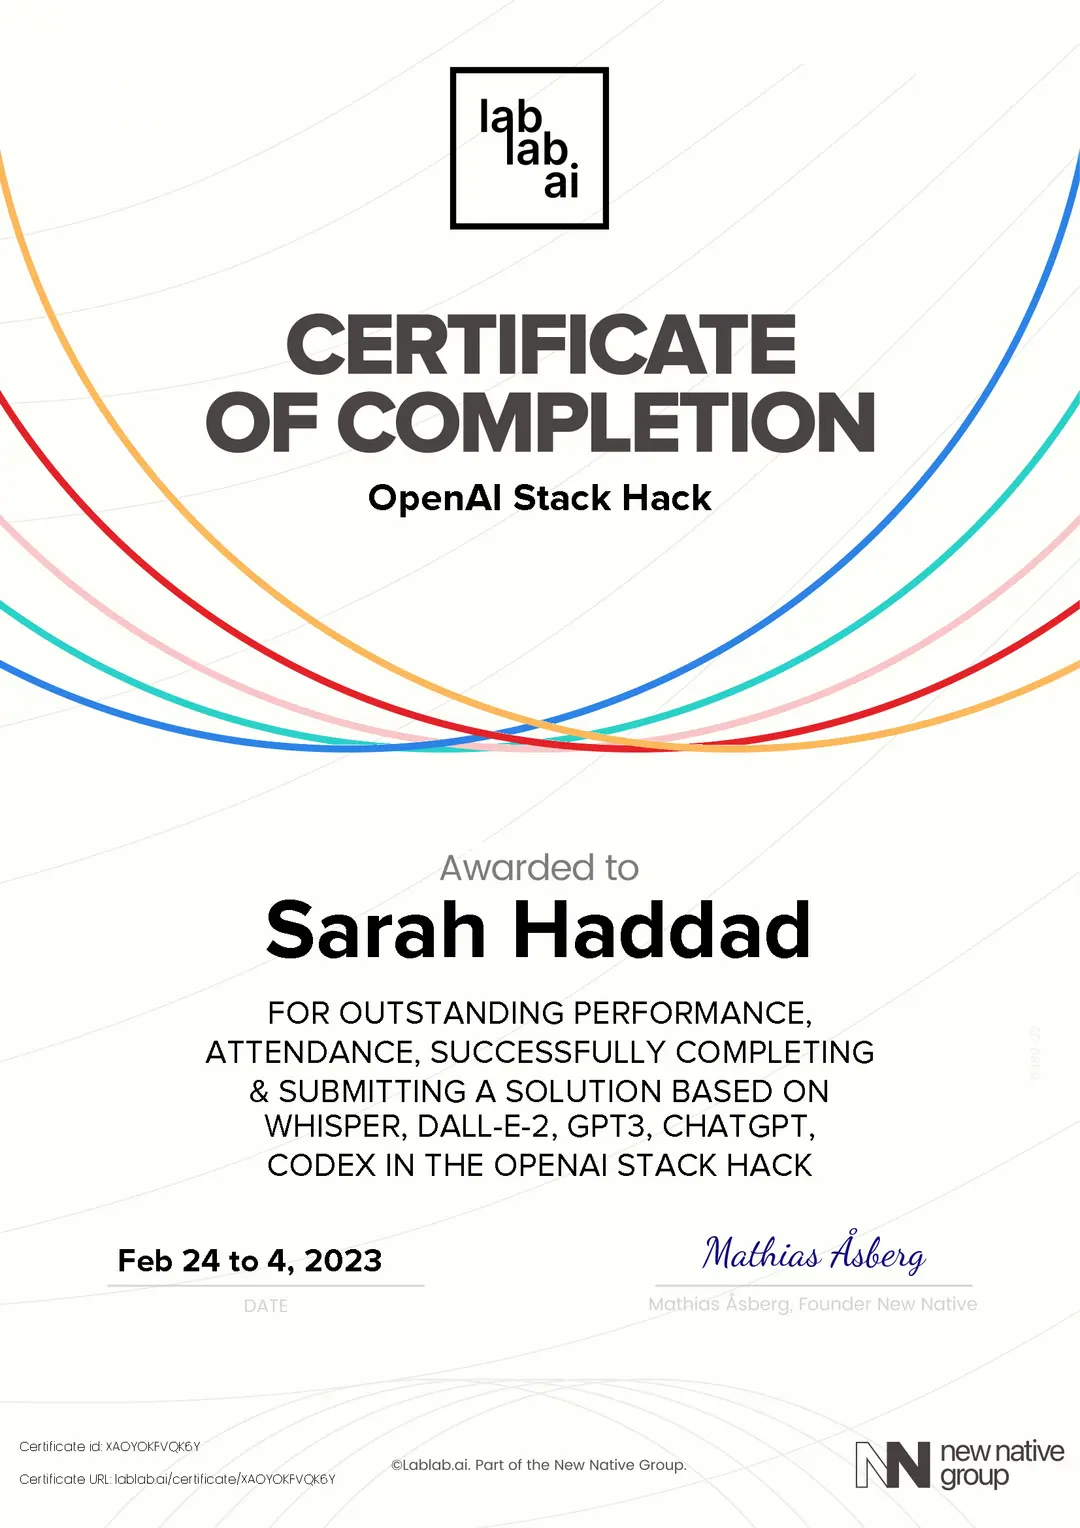 lab
lab
ai
CERTIFICATE
OF COMPLETION
OpenAI Stack Hack
Awarded to
Sarah Haddad
FOR OUTSTANDING PERFORMANCE,
ATTENDANCE, SUCCESSFULLY COMPLETING
& SUBMITTING A SOLUTION BASED ON
WHISPER, DALL-E-2, GPT3, CHATGPT,
CODEX IN THE OPENAI STACK HACK
Feb 24 to 4, 2023
DATE
Mathias Åsberg
Mathias Åsberg, Founder New Native
Certificate id: XAOYOKFVQK6Y
Certificate URL: lablab.ai/certificate/XAOYOKFVQK6Y
©Lablab.ai. Part of the New Native Group.
new native
group